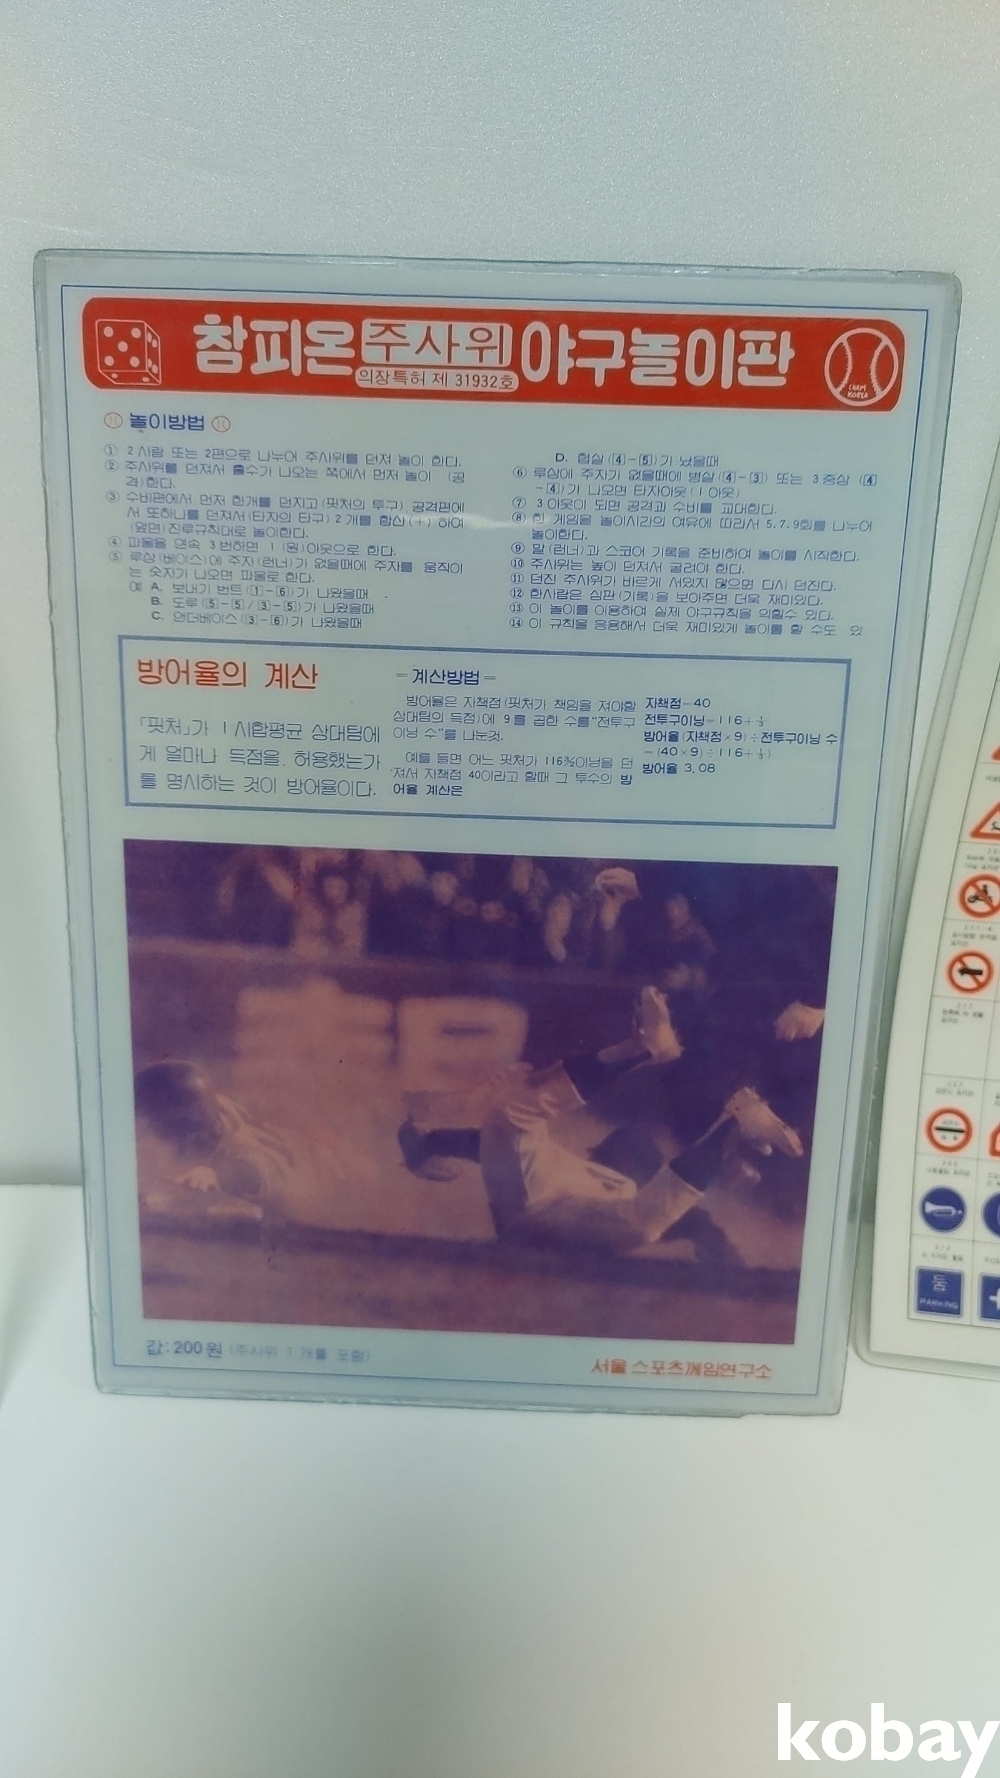 참피온 주사위 야구놀이판
의장특허 제 31932호
CHAM
KOREA
놀이방법
① 2 사람 또는 2편으로 나누어 주사위를 던져 놀이 한다.
② 주사위를 던져서 홀수가 나오는 쪽에서 먼저 놀이 (공
격)한다.
③ 수비편에서 먼저 한개를 던지고 (핏처의 투구) 공격편에
서 또하나를 던져서 (타자의 타구) 2 개를 합산 (+) 하여
(앞면) 진루규칙대로 놀이한다.
④ 파울을 연속 3 번하면 1 (원) 아웃으로 한다.
⑤ 루상 (베이스) 에 주자 (런너) 가 없을때에 주자를 움직이
는 숫자가 나오면 파울로 한다.
예 A. 보내기 번트 (1-6) 가 나왔을때
B. 도루 (5-5/3-5) 가 나왔을때
C. 언더베이스 (3-6) 가 나왔을때
D. 헙실 (4-5) 가 났을때
⑥ 루상에 주자가 없을때에 병살 (4-3) 또는 3 중살 (4
-4) 가 나오면 타자아웃 (1 아웃)
⑦ 3 아웃이 되면 공격과 수비를 교대한다.
⑧ 한 게임을 놀이시간의 여유에 따라서 5. 7. 9회를 나누어
놀이한다.
⑨ 말 (런너) 과 스코어 기록을 준비하여 놀이를 시작한다.
⑩ 주사위는 높이 던져서 굴려야 한다.
⑪ 던진 주사위가 바르게 서있지 않으면 다시 던진다.
⑫ 한사람은 심판 (기록) 을 보아주면 더욱 재미있다.
⑬ 이 놀이를 이용하여 실제 야구규칙을 익힐수 있다.
⑭ 이 규칙을 응용해서 더욱 재미있게 놀이를 할 수도 있
방어율의 계산
「핏처」가 1 시합평균 상대팀에
게 얼마나 득점을 허용했는가
를 명시하는 것이 방어율이다.
=계산방법=
방어율은 자책점 (핏처가 책임을 져야할
상대팀의 득점) 에 9 를 곱한 수를 "전투구
이닝 수"를 나눈것.
예를 들면 어느 핏처가 116⅓이닝을 던
져서 자책점 40이라고 할때 그 투수의 방
어율 계산은
자책점=40
전투구이닝=116+⅓
방어율 (자책점×9) ÷전투구이닝 수
= (40×9) ÷116+⅓)
방어율 3.08
값: 200원 (주사위 1 개를 포함)
서울 스포츠께임연구소
둠
PARKING
kobay